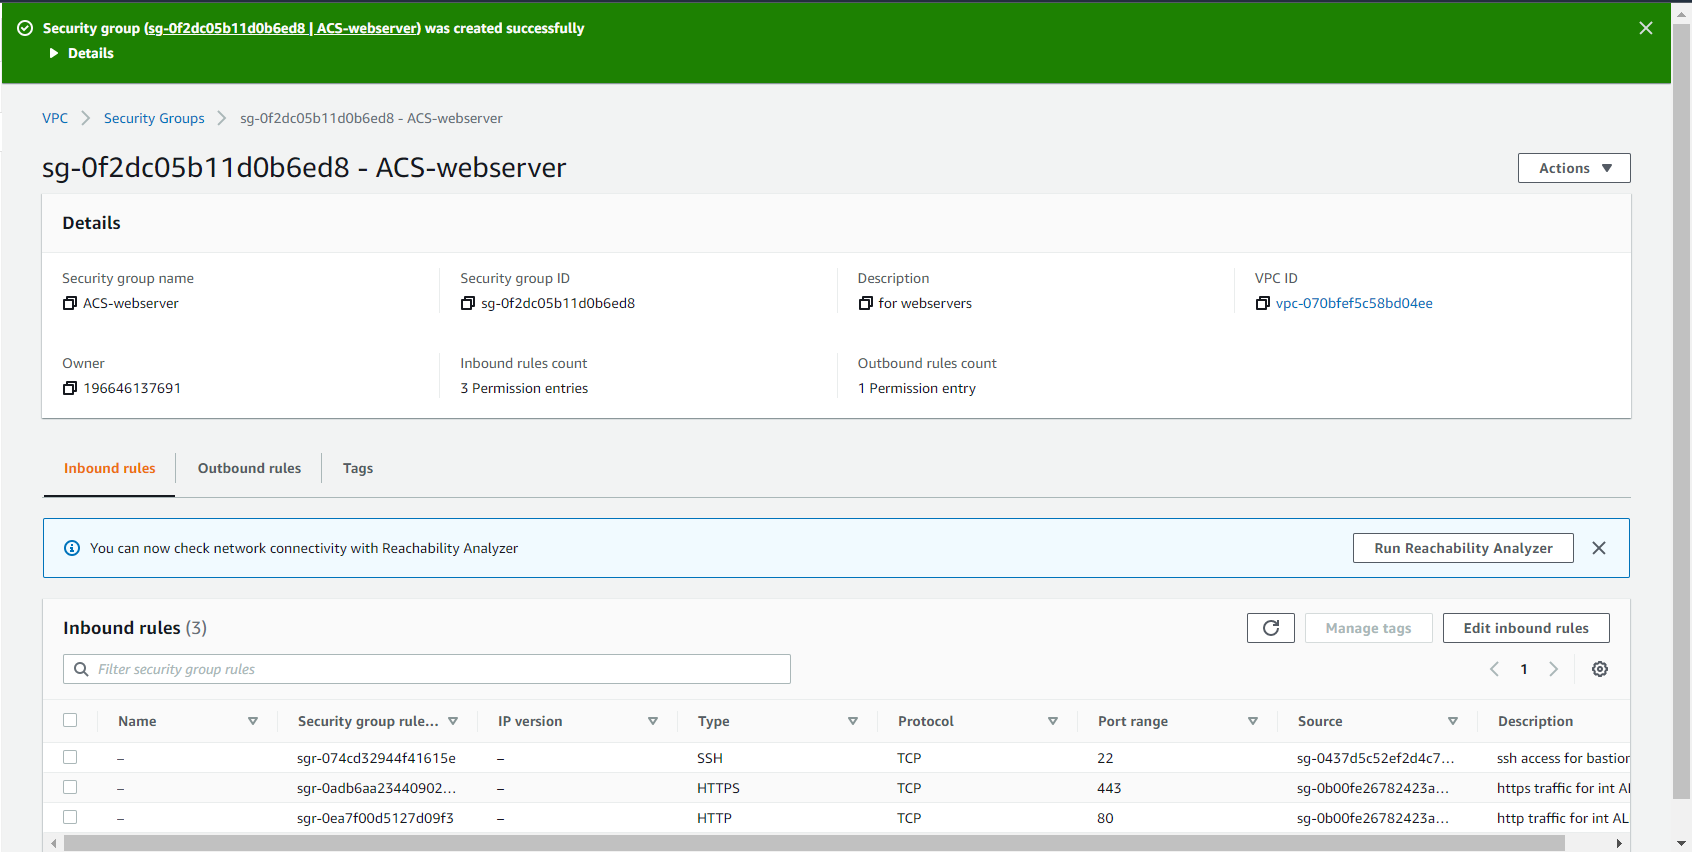 Security group (sg-0f2dc05b11d0b6ed8 | ACS-webserver) was created successfully
Details
VPC > Security Groups > sg-0f2dc05b11d0b6ed8 - ACS-webserver
sg-0f2dc05b11d0b6ed8 - ACS-webserver
Actions
Details
Security group name Security group ID Description VPC ID
ACS-webserver sg-0f2dc05b11d0b6ed8 for webservers vpc-070bfef5c58bd04ee
Owner Inbound rules count Outbound rules count
196646137691 3 Permission entries 1 Permission entry
Inbound rules Outbound rules Tags
You can now check network connectivity with Reachability Analyzer Run Reachability Analyzer
Inbound rules (3) Manage tags Edit inbound rules
Filter security group rules 1
Name Security group rule... IP version Type Protocol Port range Source Description
– sgr-074cd32944f41615e – SSH TCP 22 sg-0437d5c52ef2d4c7... ssh access for bastion
– sgr-0adb6aa23440902... – HTTPS TCP 443 sg-0b00fe26782423a... https traffic for int AL
– sgr-0ea7f00d5127d09f3 – HTTP TCP 80 sg-0b00fe26782423a... http traffic for int AL